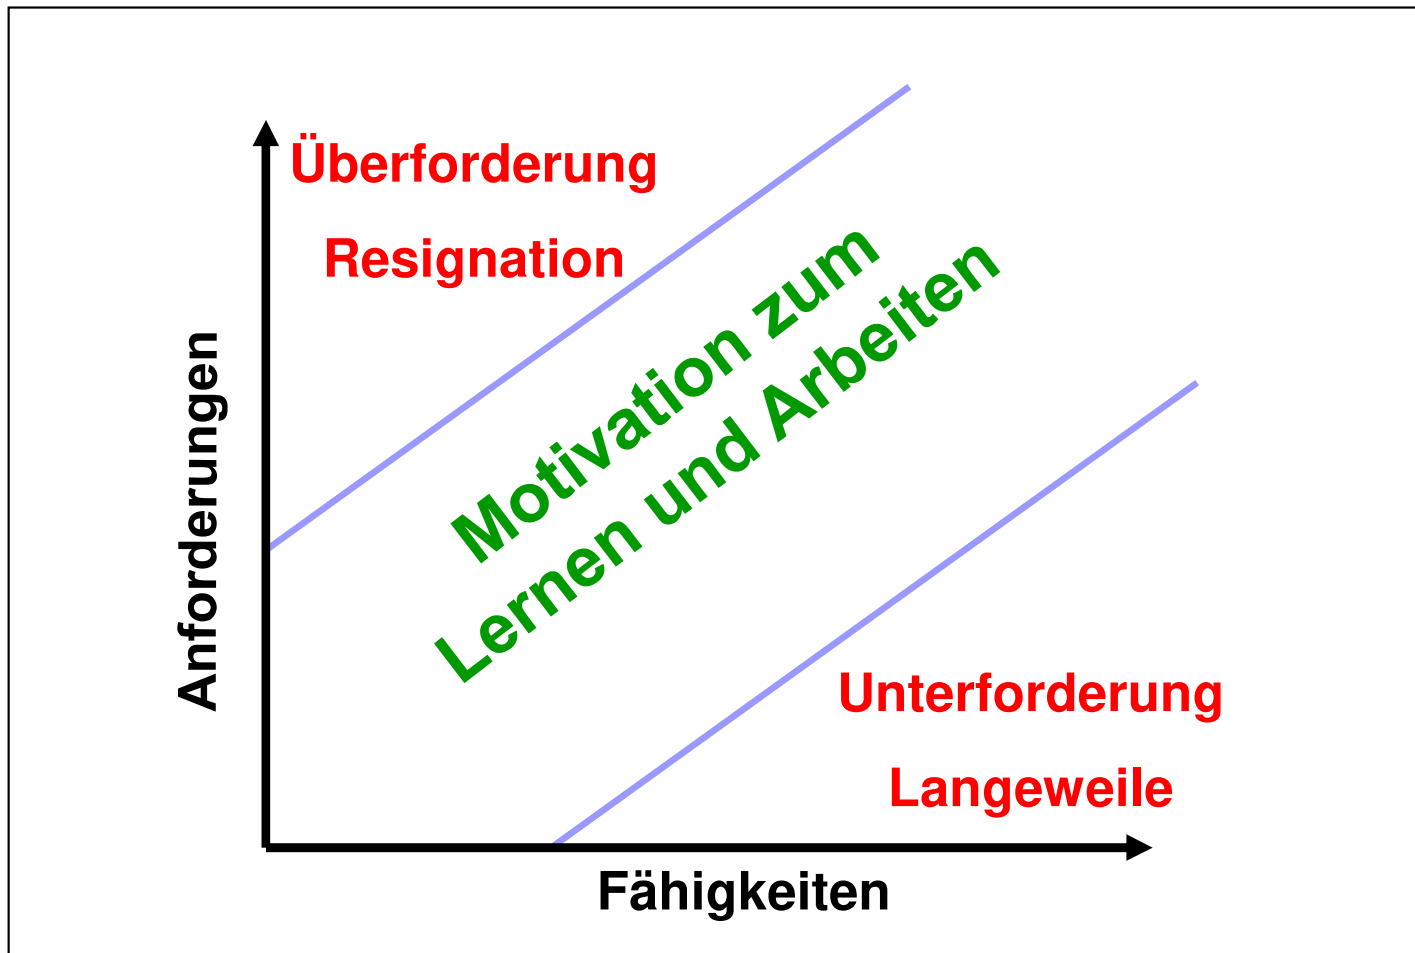 Überforderung
Resignation
Motivation zum
Lernen und Arbeiten
Anforderungen
Unterforderung
Langeweile
Fähigkeiten